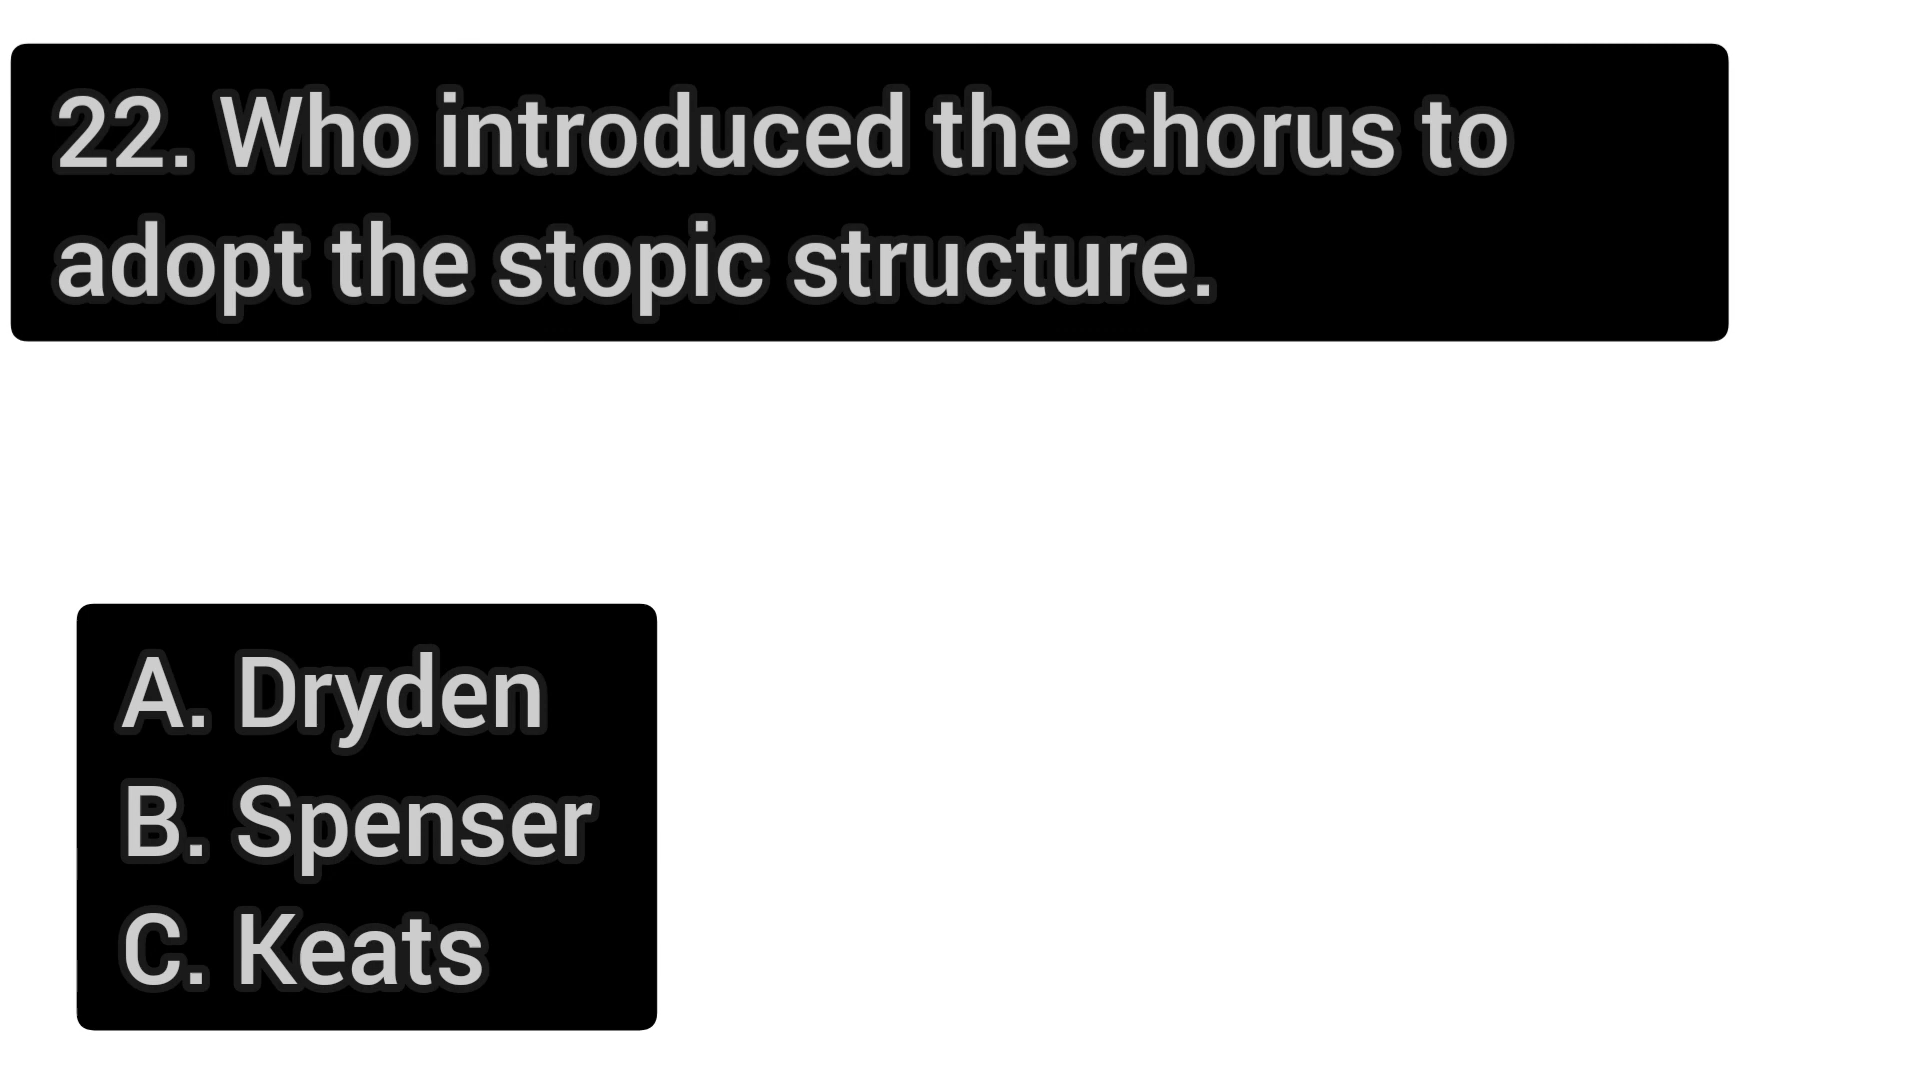 22. Who introduced the chorus to
adopt the stopic structure.
A. Dryden
B. Spenser
C. Keats